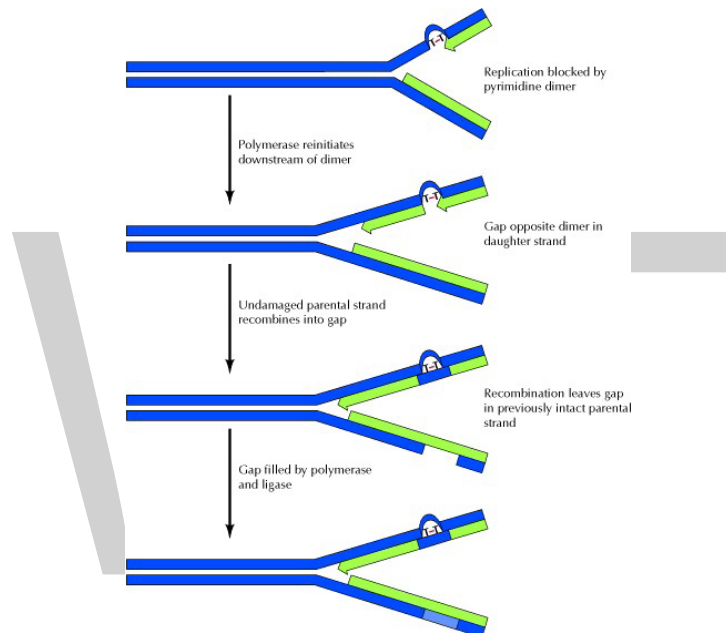 T–T
Replication blocked by
pyrimidine dimer
Polymerase reinitiates
downstream of dimer
T–T
Gap opposite dimer in
daughter strand
Undamaged parental strand
recombines into gap
T–T
Recombination leaves gap
in previously intact parental
strand
Gap filled by polymerase
and ligase
T–T